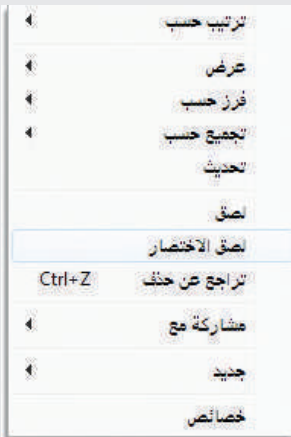 ترتيب حسب
عرض
فرز حسب
تجميع حسب
تحديث
لصق
لصق الاختصار
تراجع عن حذف Ctrl+Z
مشاركة مع
جديد
خصائص